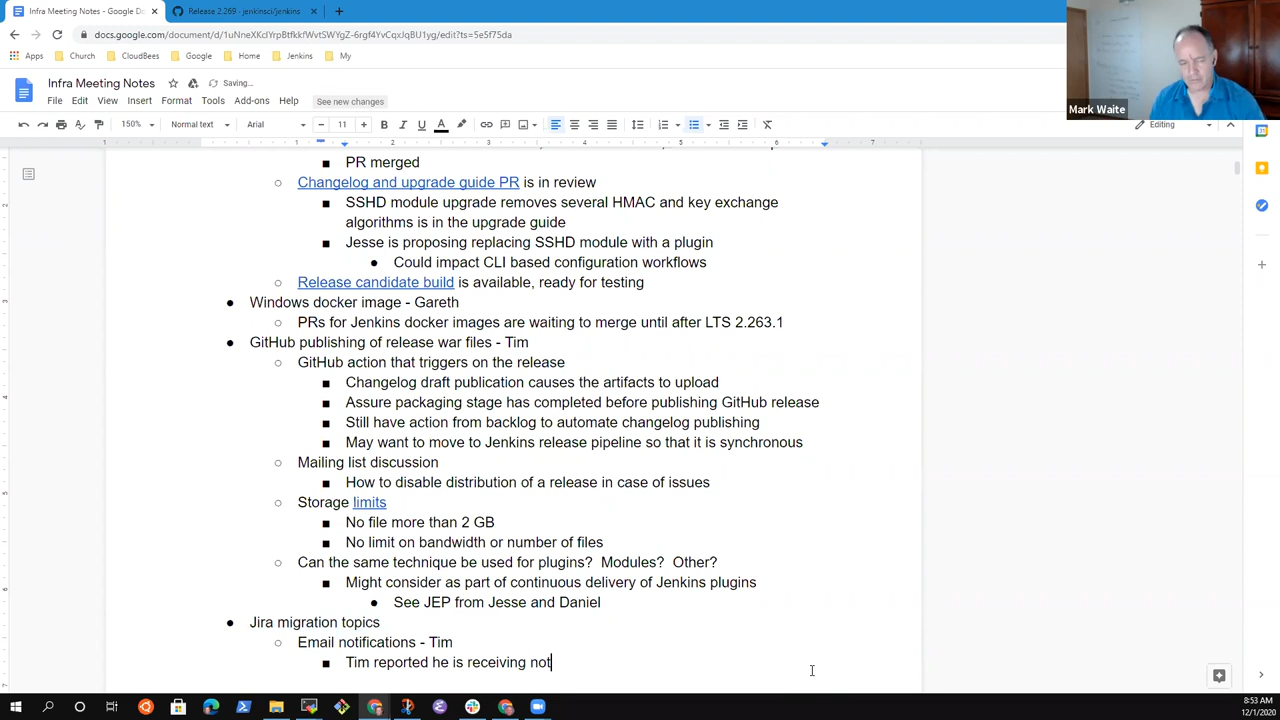 Infra Meeting Notes - Google Do
Release 2.269 · jenkinsci/jenkins
docs.google.com/document/d/1uNneXKcIYrpBtfkkfWvtSWYgZ-6rgf4YvCqxJqBU1yg/edit?ts=5e5f75da
Apps
Church
CloudBees
Google
Home
Jenkins
My
Infra Meeting Notes
Saving...
File Edit View Insert Format Tools Add-ons Help
See new changes
150%
Normal text
Arial
11
Editing
Mark Waite
PR merged
Changelog and upgrade guide PR is in review
SSHD module upgrade removes several HMAC and key exchange
algorithms is in the upgrade guide
Jesse is proposing replacing SSHD module with a plugin
Could impact CLI based configuration workflows
Release candidate build is available, ready for testing
Windows docker image - Gareth
PRs for Jenkins docker images are waiting to merge until after LTS 2.263.1
GitHub publishing of release war files - Tim
GitHub action that triggers on the release
Changelog draft publication causes the artifacts to upload
Assure packaging stage has completed before publishing GitHub release
Still have action from backlog to automate changelog publishing
May want to move to Jenkins release pipeline so that it is synchronous
Mailing list discussion
How to disable distribution of a release in case of issues
Storage limits
No file more than 2 GB
No limit on bandwidth or number of files
Can the same technique be used for plugins? Modules? Other?
Might consider as part of continuous delivery of Jenkins plugins
See JEP from Jesse and Daniel
Jira migration topics
Email notifications - Tim
Tim reported he is receiving not
8:53 AM
12/1/2020